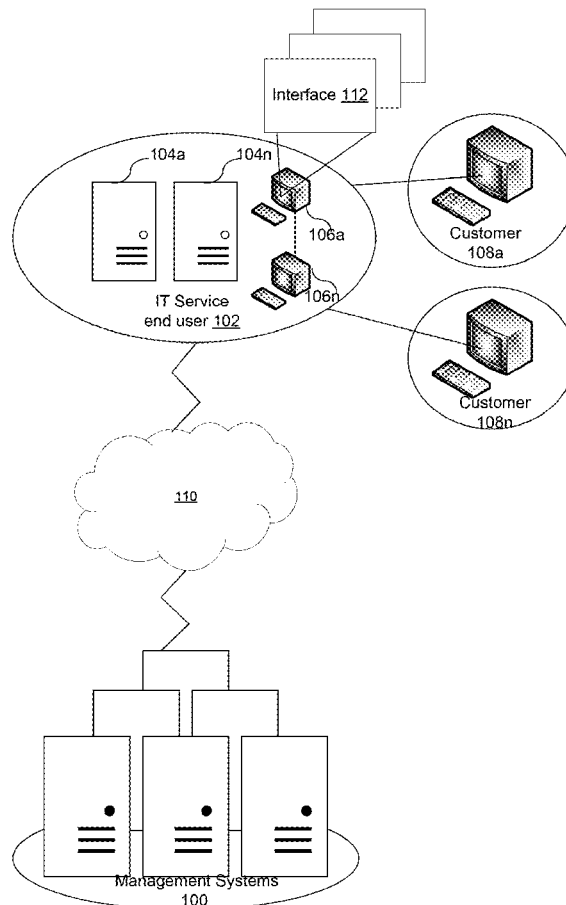 Interface 112
104a
104n
106a
106n
IT Service
end user 102
Customer
108a
Customer
108n
110
Management Systems
100